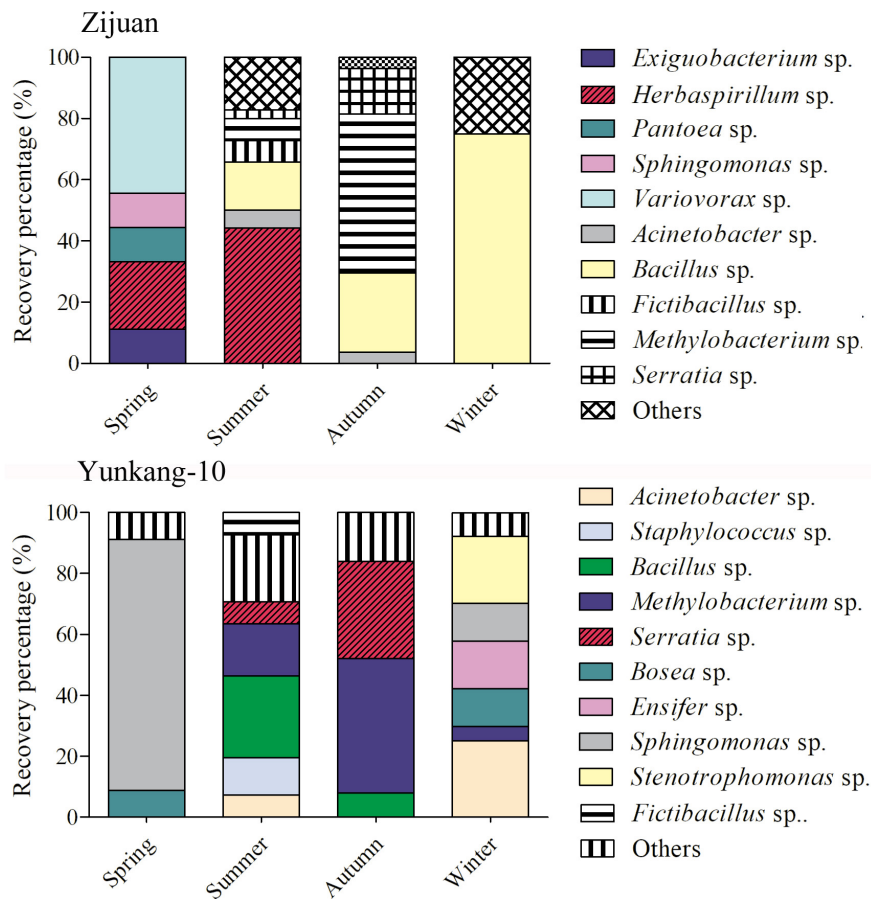 Zijuan
Recovery percentage (%)
100
80
60
40
20
0
Spring
Summer
Autumn
Winter
Exiguobacterium sp.
Herbaspirillum sp.
Pantoea sp.
Sphingomonas sp.
Variovorax sp.
Acinetobacter sp.
Bacillus sp.
Fictibacillus sp.
Methylobacterium sp.
Serratia sp.
Others
Yunkang-10
Recovery percentage (%)
100
80
60
40
20
0
Spring
Summer
Autumn
Winter
Acinetobacter sp.
Staphylococcus sp.
Bacillus sp.
Methylobacterium sp.
Serratia sp.
Bosea sp.
Ensifer sp.
Sphingomonas sp.
Stenotrophomonas sp.
Fictibacillus sp..
Others